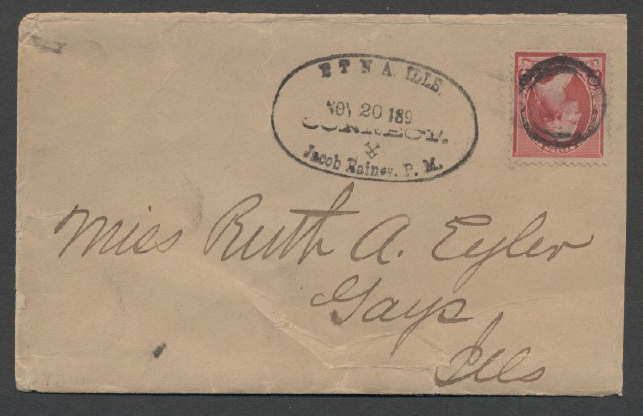 ETNA. ILLS.
NOV 20 189
CORRECT.
Jacob Raines. P. M.
Miss Ruth A. Eyler
Gays
Ills